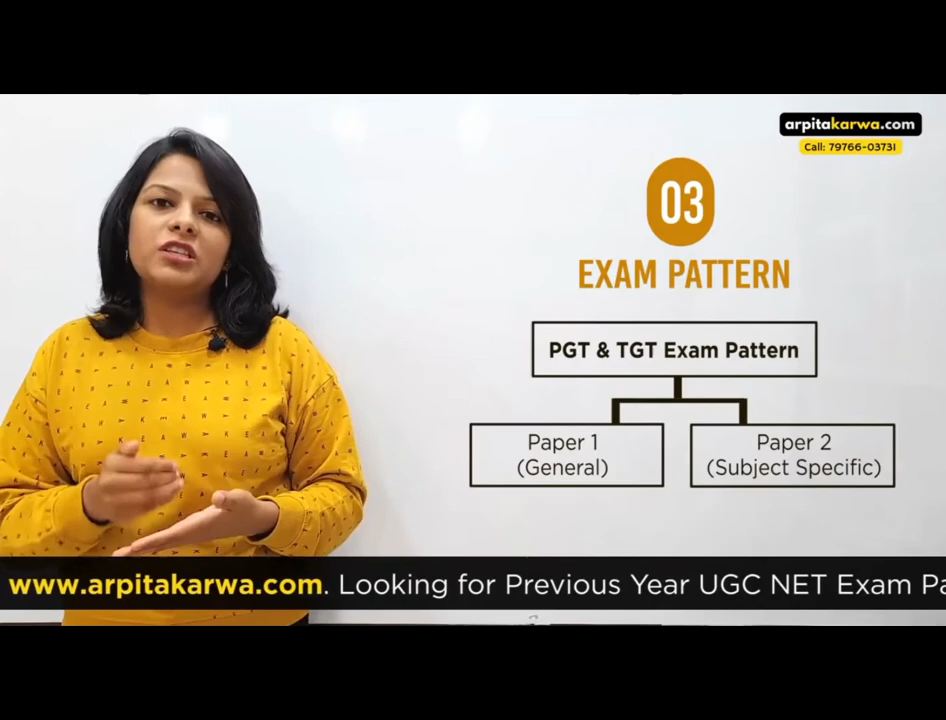 arpitakarwa.com
Call: 79766-03731
03
EXAM PATTERN
PGT & TGT Exam Pattern
Paper 1
(General)
Paper 2
(Subject Specific)
www.arpitakarwa.com. Looking for Previous Year UGC NET Exam Pa